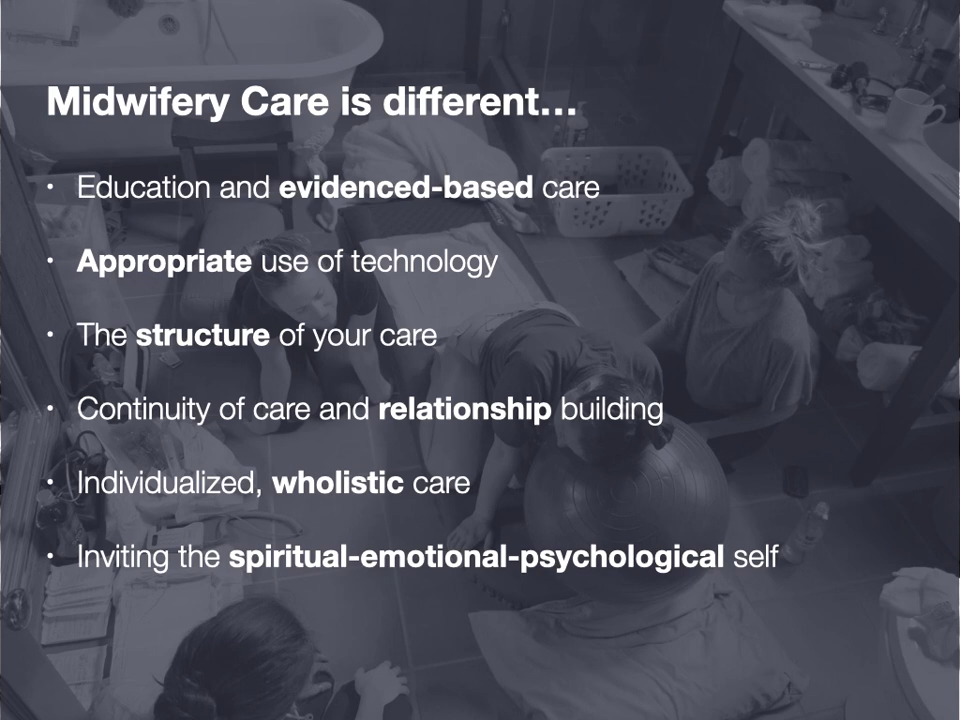 Midwifery Care is different...
• Education and evidenced-based care
• Appropriate use of technology
• The structure of your care
• Continuity of care and relationship building
• Individualized, wholistic care
• Inviting the spiritual-emotional-psychological self